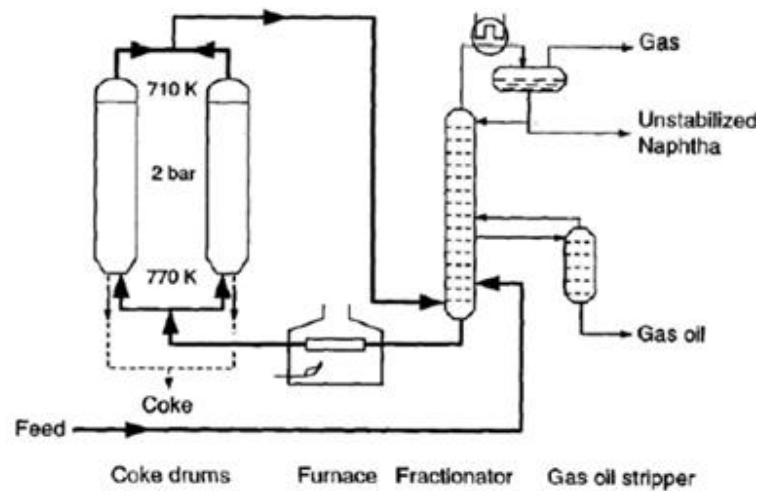 710 K
Gas
Unstabilized
Naphtha
2 bar
770 K
Gas oil
Coke
Feed
Coke drums Furnace Fractionator Gas oil stripper